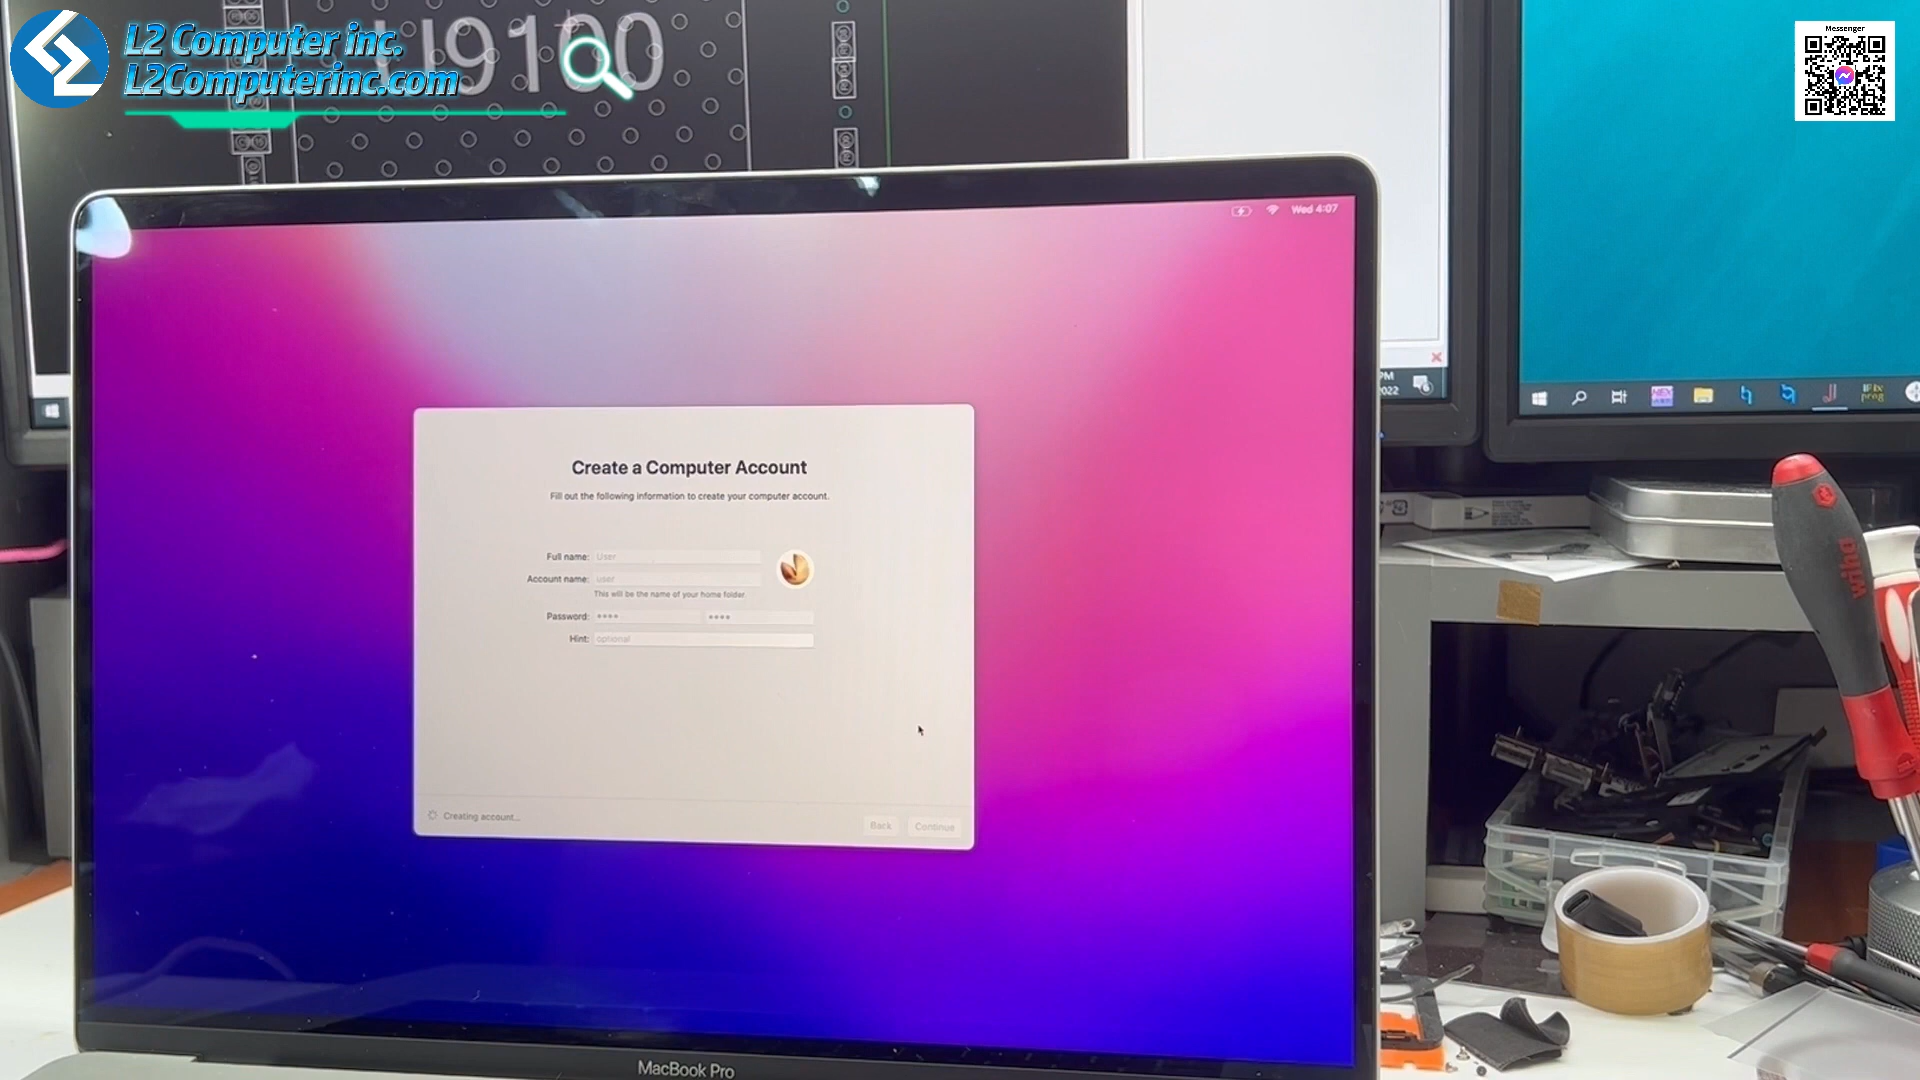 L2 Computer inc.
L2Computerinc.com
U9100
Messenger
Wed 4:07
PM
2022
Create a Computer Account
Fill out the following information to create your computer account.
Full name: User
Account name: user
This will be the name of your home folder.
Password: •••• ••••
Hint: optional
Creating account...
Back
Continue
MacBook Pro
wiha